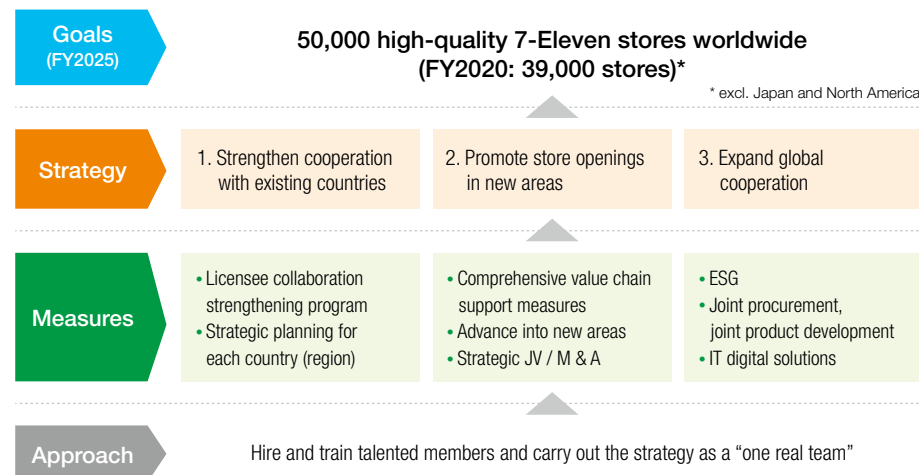 Goals
(FY2025)
50,000 high-quality 7-Eleven stores worldwide
(FY2020: 39,000 stores)*
* excl. Japan and North America
Strategy
1. Strengthen cooperation
with existing countries
2. Promote store openings
in new areas
3. Expand global
cooperation
Measures
• Licensee collaboration
strengthening program
• Strategic planning for
each country (region)
• Comprehensive value chain
support measures
• Advance into new areas
• Strategic JV / M & A
• ESG
• Joint procurement,
joint product development
• IT digital solutions
Approach
Hire and train talented members and carry out the strategy as a “one real team”